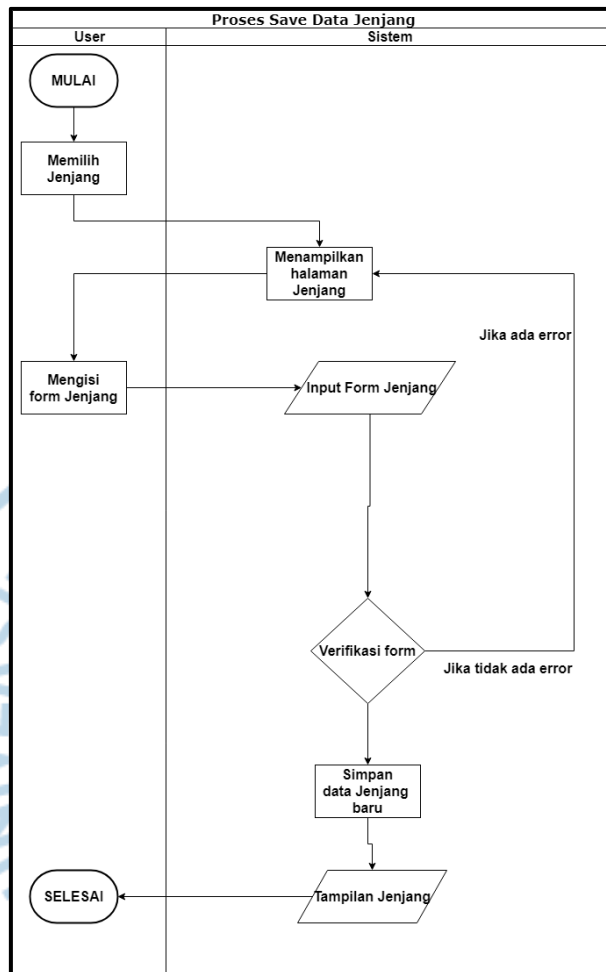 Proses Save Data Jenjang
User
Sistem
MULAI
Memilih
Jenjang
Menampilkan
halaman
Jenjang
Jika ada error
Mengisi
form Jenjang
Input Form Jenjang
Verifikasi form
Jika tidak ada error
Simpan
data Jenjang
baru
SELESAI
Tampilan Jenjang